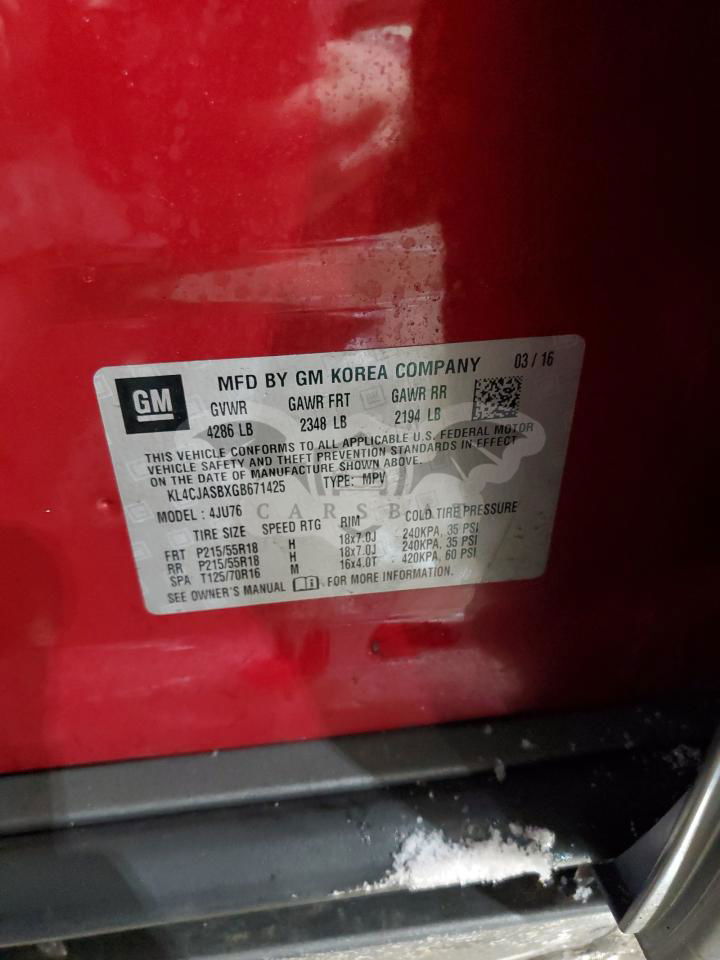 GM
MFD BY GM KOREA COMPANY 03 / 16
GVWR GAWR FRT GAWR RR
4286 LB 2348 LB 2194 LB
THIS VEHICLE CONFORMS TO ALL APPLICABLE U.S. FEDERAL MOTOR
VEHICLE SAFETY AND THEFT PREVENTION STANDARDS IN EFFECT
ON THE DATE OF MANUFACTURE SHOWN ABOVE.
KL4CJASBXGB671425 TYPE: MPV
MODEL : 4JU76
CARSB
TIRE SIZE SPEED RTG RIM COLD TIRE PRESSURE
FRT P215/55R18 H 18x7.0J 240KPA, 35 PSI
RR P215/55R18 H 18x7.0J 240KPA, 35 PSI
SPA T125/70R16 M 16x4.0T 420KPA, 60 PSI
SEE OWNER'S MANUAL FOR MORE INFORMATION.